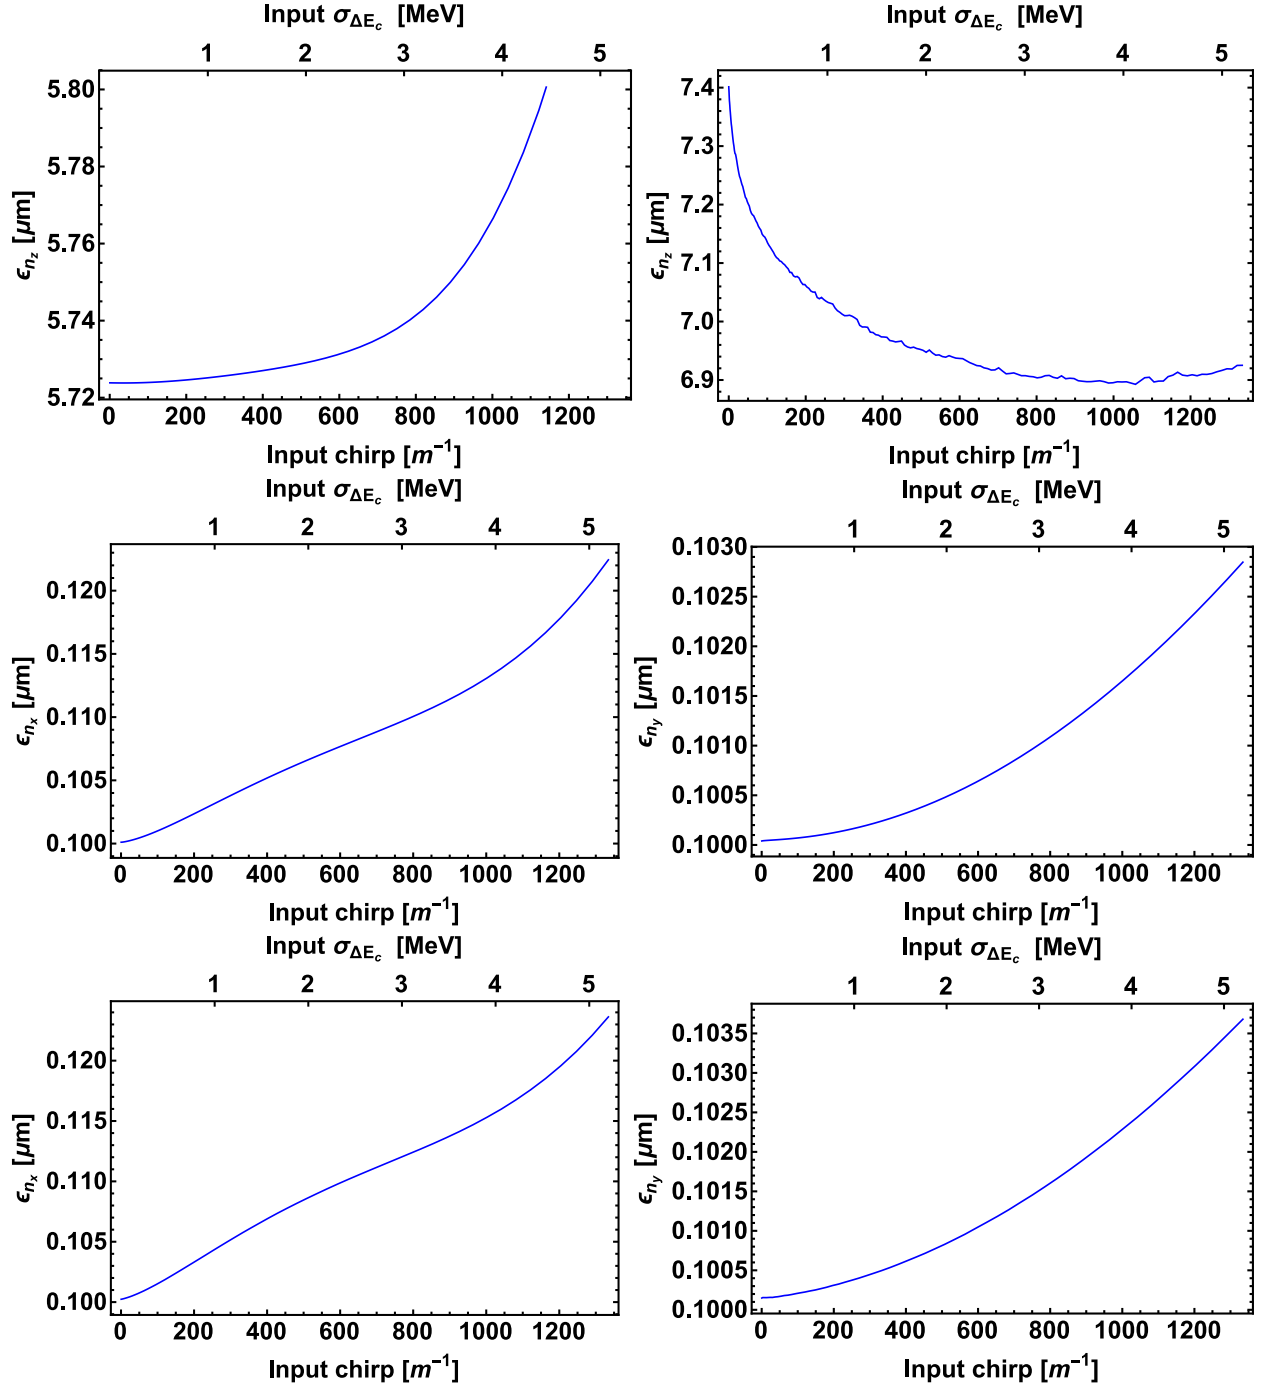 Input σΔEc [MeV]
1 2 3 4 5
5.80
5.78
5.76
5.74
5.72
ϵnz [μm]
0 200 400 600 800 1000 1200
Input chirp [m−1]
Input σΔEc [MeV]
1 2 3 4 5
7.4
7.3
7.2
7.1
7.0
6.9
ϵnz [μm]
0 200 400 600 800 1000 1200
Input chirp [m−1]
Input σΔEc [MeV]
1 2 3 4 5
0.120
0.115
0.110
0.105
0.100
ϵnx [μm]
0 200 400 600 800 1000 1200
Input chirp [m−1]
Input σΔEc [MeV]
1 2 3 4 5
0.1030
0.1025
0.1020
0.1015
0.1010
0.1005
0.1000
ϵny [μm]
0 200 400 600 800 1000 1200
Input chirp [m−1]
Input σΔEc [MeV]
1 2 3 4 5
0.120
0.115
0.110
0.105
0.100
ϵnx [μm]
0 200 400 600 800 1000 1200
Input chirp [m−1]
Input σΔEc [MeV]
1 2 3 4 5
0.1035
0.1030
0.1025
0.1020
0.1015
0.1010
0.1005
0.1000
ϵny [μm]
0 200 400 600 800 1000 1200
Input chirp [m−1]